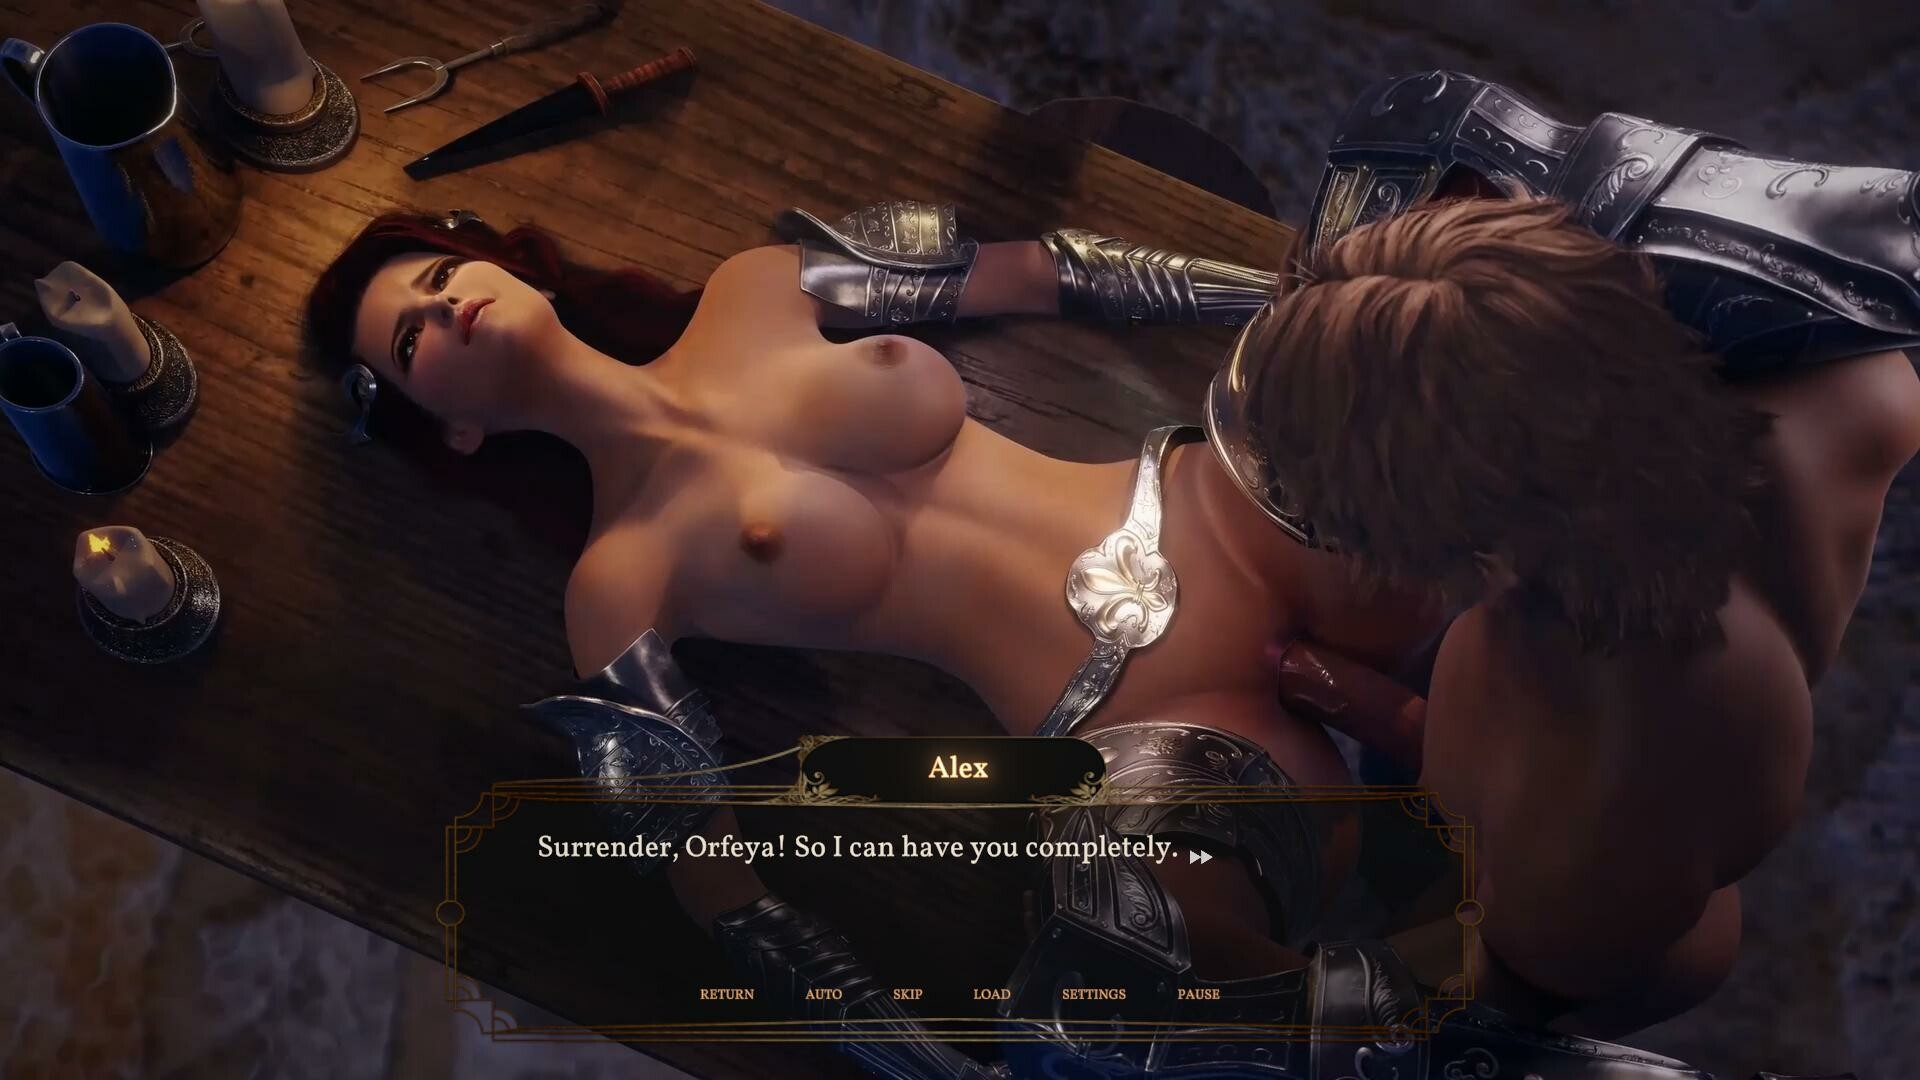 Alex
Surrender, Orfeya! So I can have you completely.
RETURN AUTO SKIP LOAD SETTINGS PAUSE